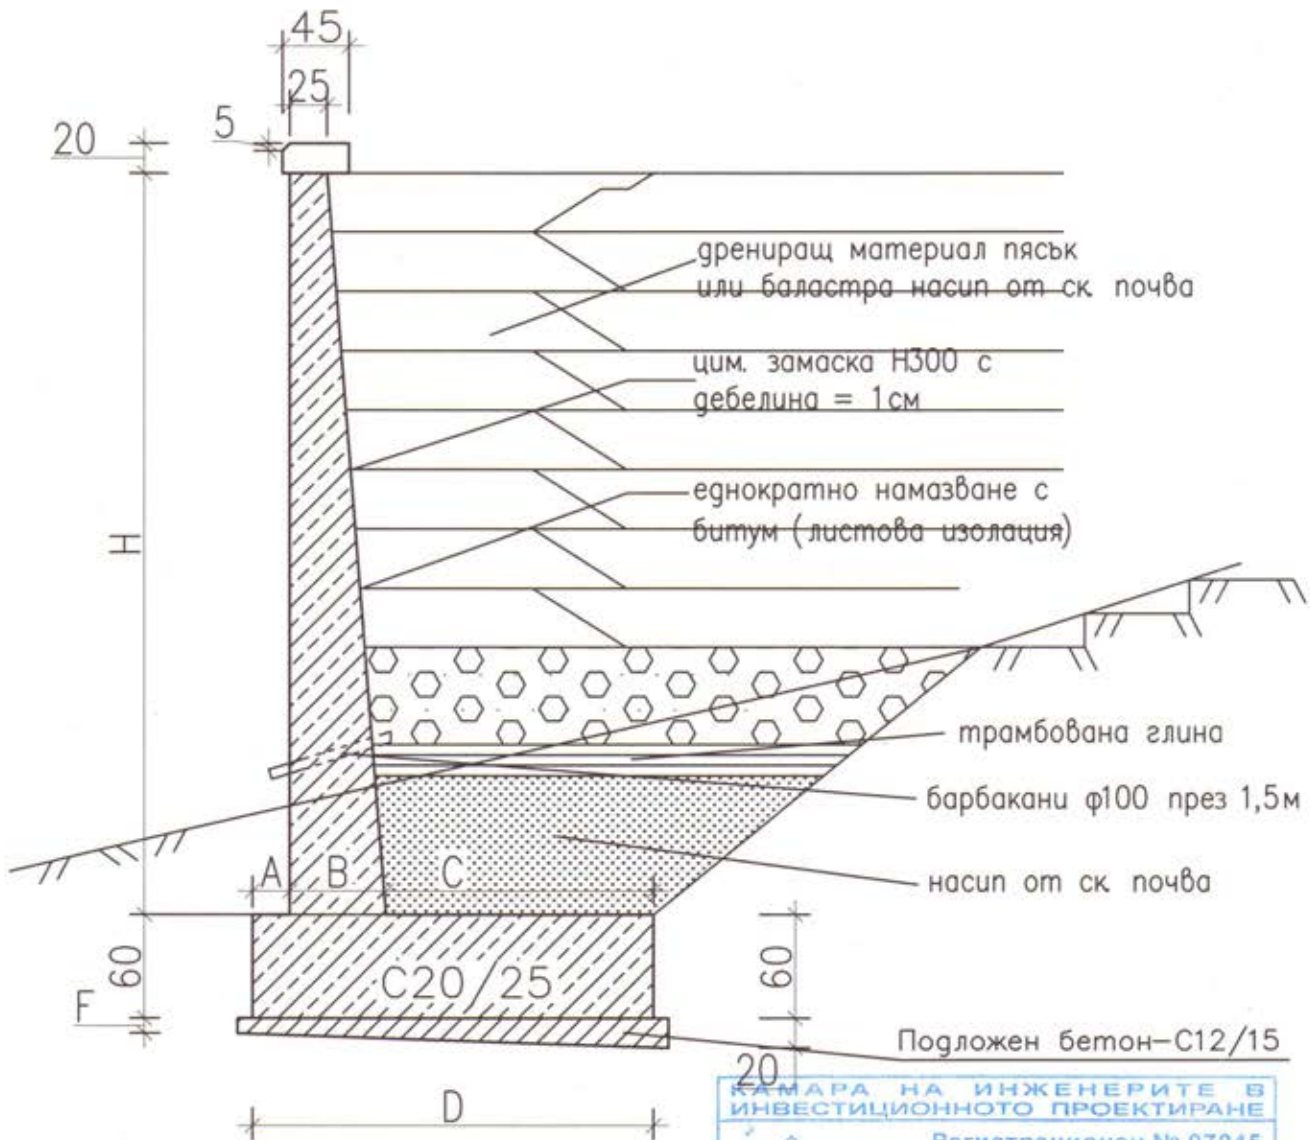 45
25
5
20
дрениращ материал пясък
или баластра насип от ск. почва
цим. замаска Н300 с
дебелина = 1см
еднократно намазване с
битум (листова изолация)
H
трамбована глина
барбакани φ100 през 1,5м
A B C
насип от ск. почва
60
C20/25
60
F
Подложен бетон-С12/15
20
D
КАМАРА НА ИНЖЕНЕРИТЕ В
ИНВЕСТИЦИОННОТО ПРОЕКТИРАНЕ